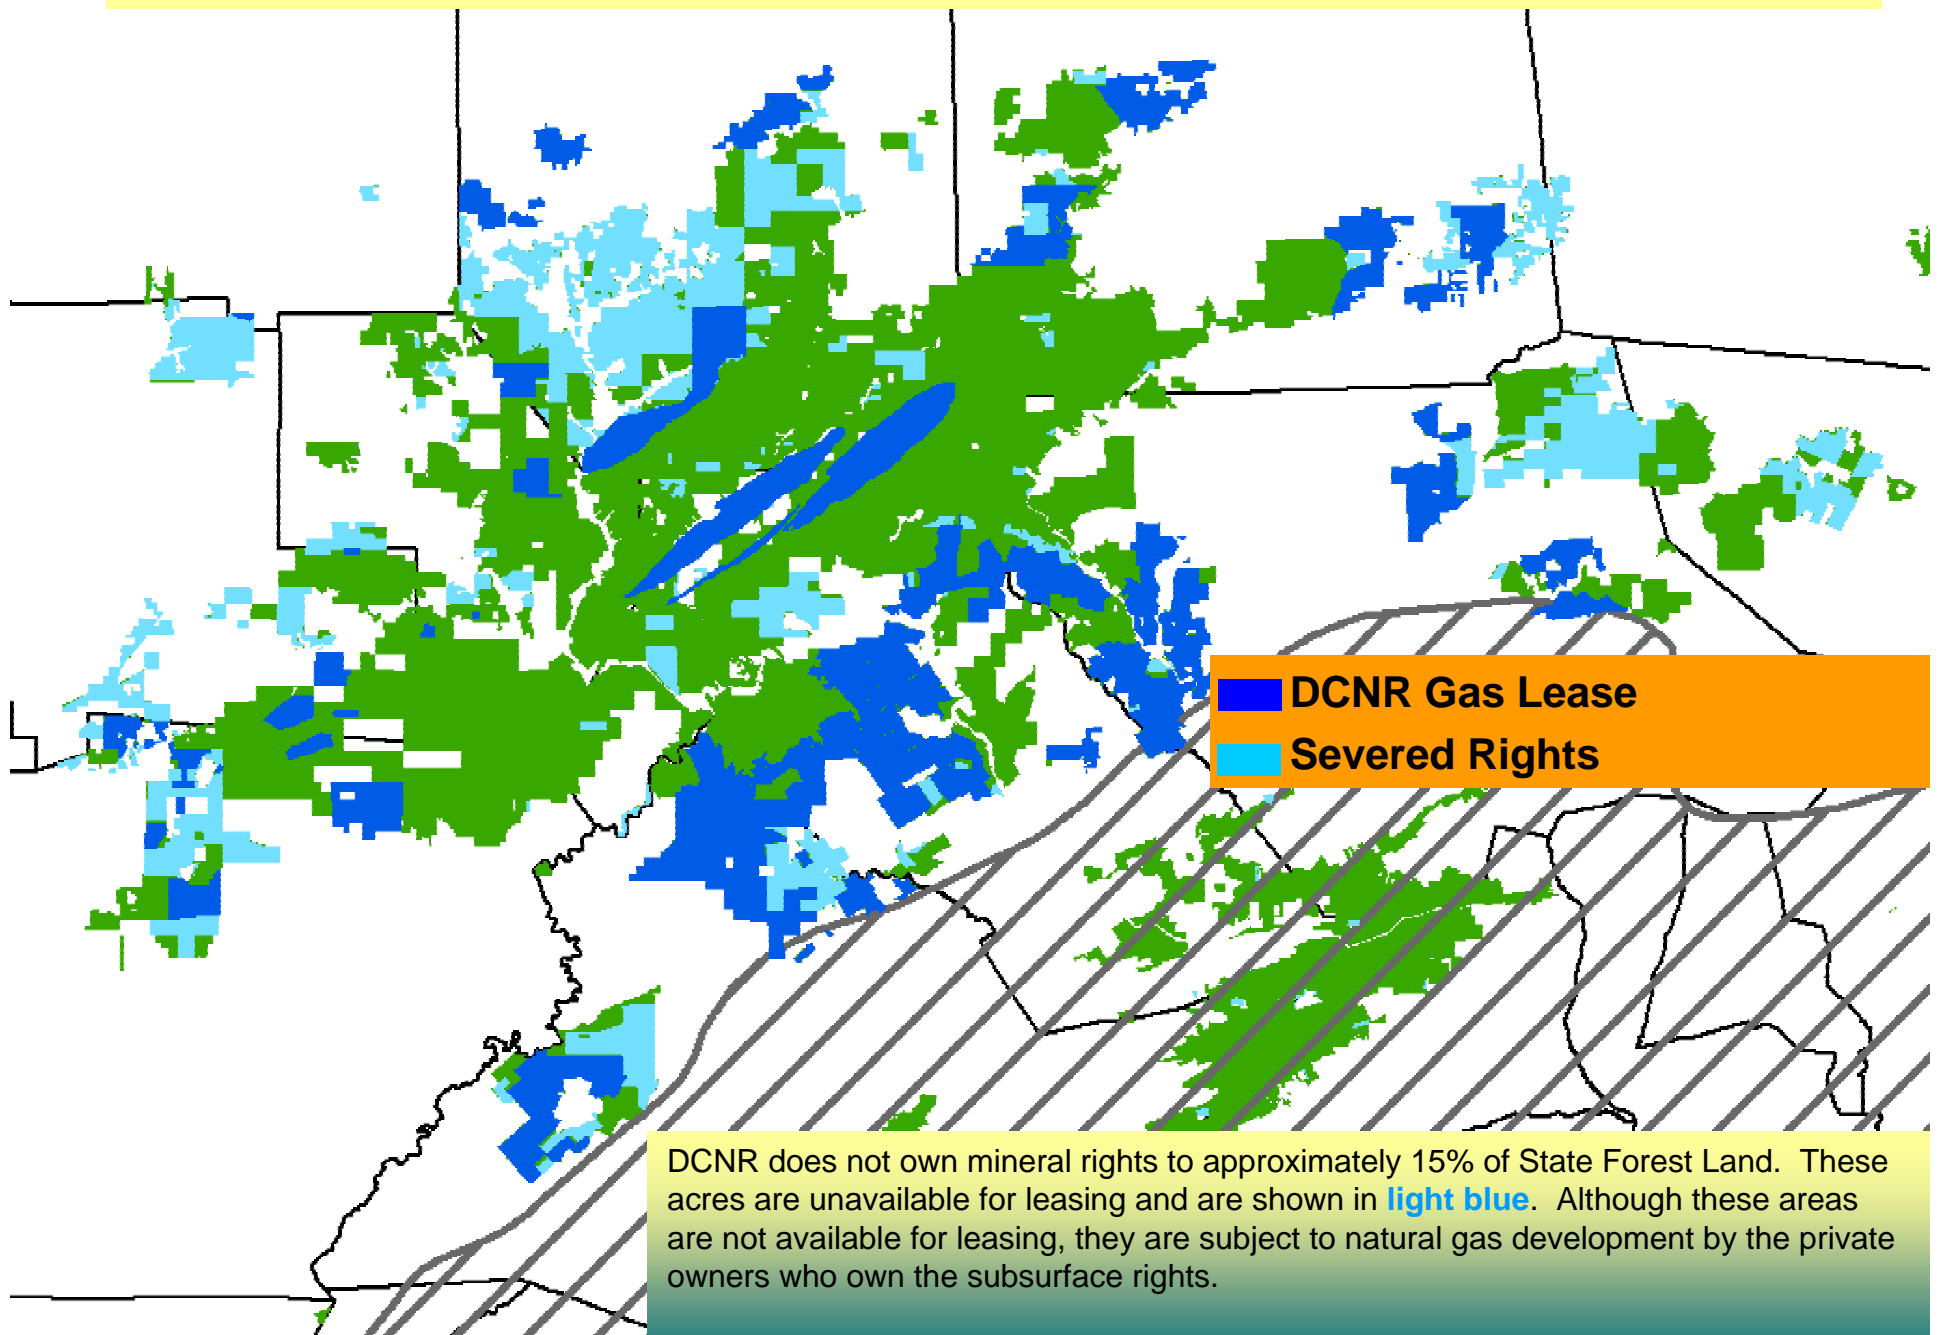 DCNR Gas Lease
Severed Rights
DCNR does not own mineral rights to approximately 15% of State Forest Land.  These
acres are unavailable for leasing and are shown in light blue.  Although these areas
are not available for leasing, they are subject to natural gas development by the private
owners who own the subsurface rights.